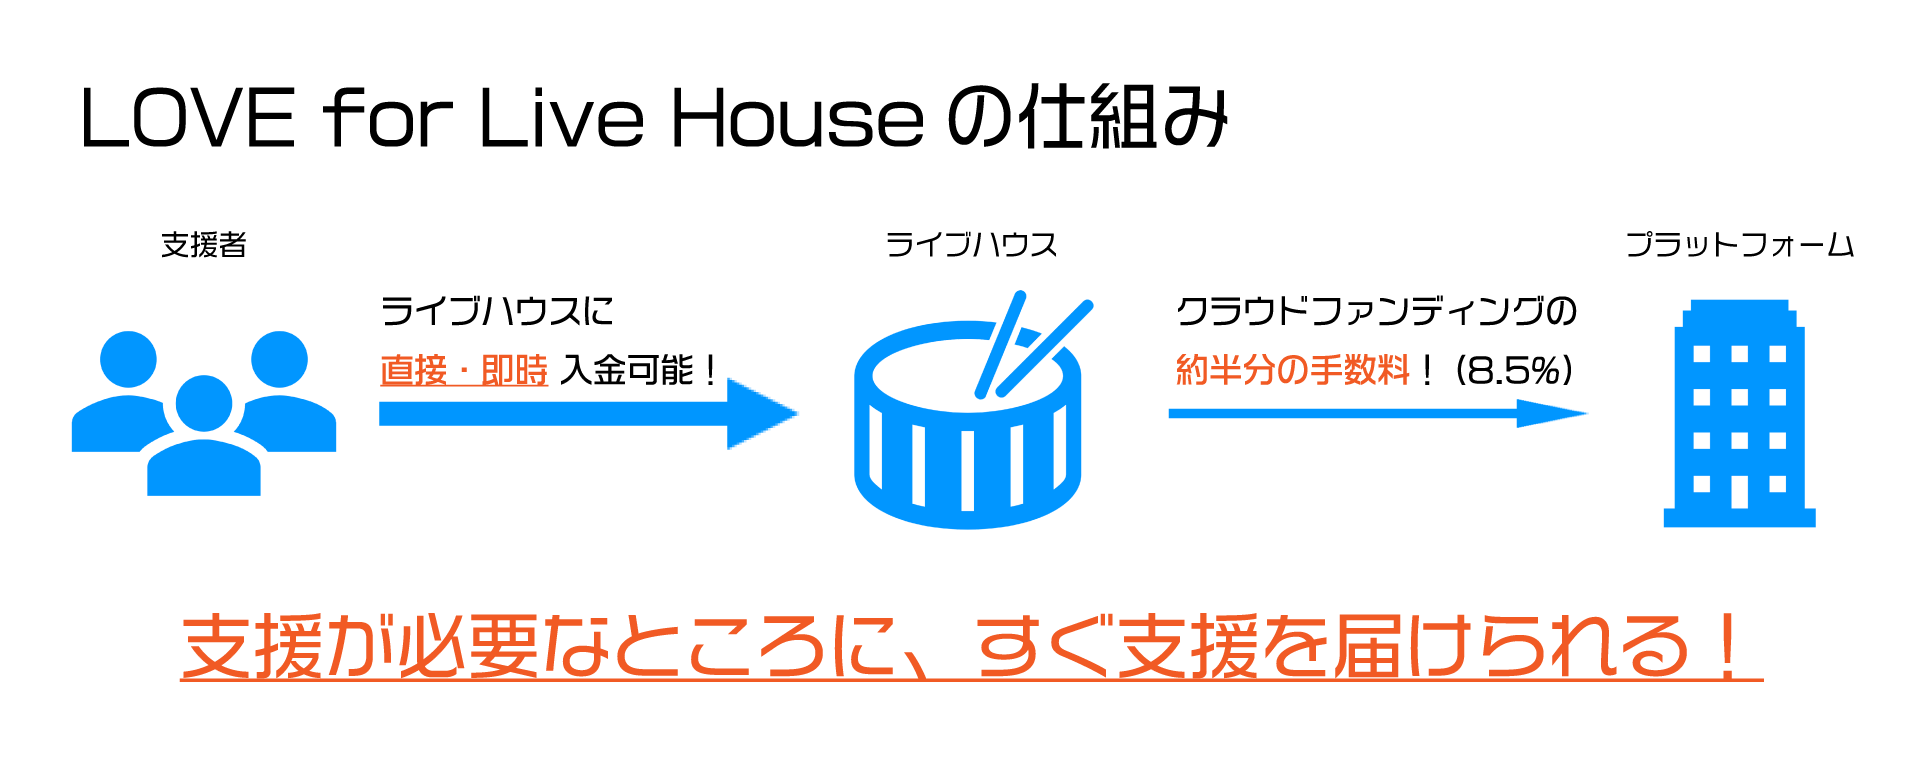 LOVE for Live House の仕組み
支援者
ライブハウス
プラットフォーム
ライブハウスに
直接・即時 入金可能！
クラウドファンディングの
約半分の手数料！ (8.5%)
支援が必要なところに、すぐ支援を届けられる！